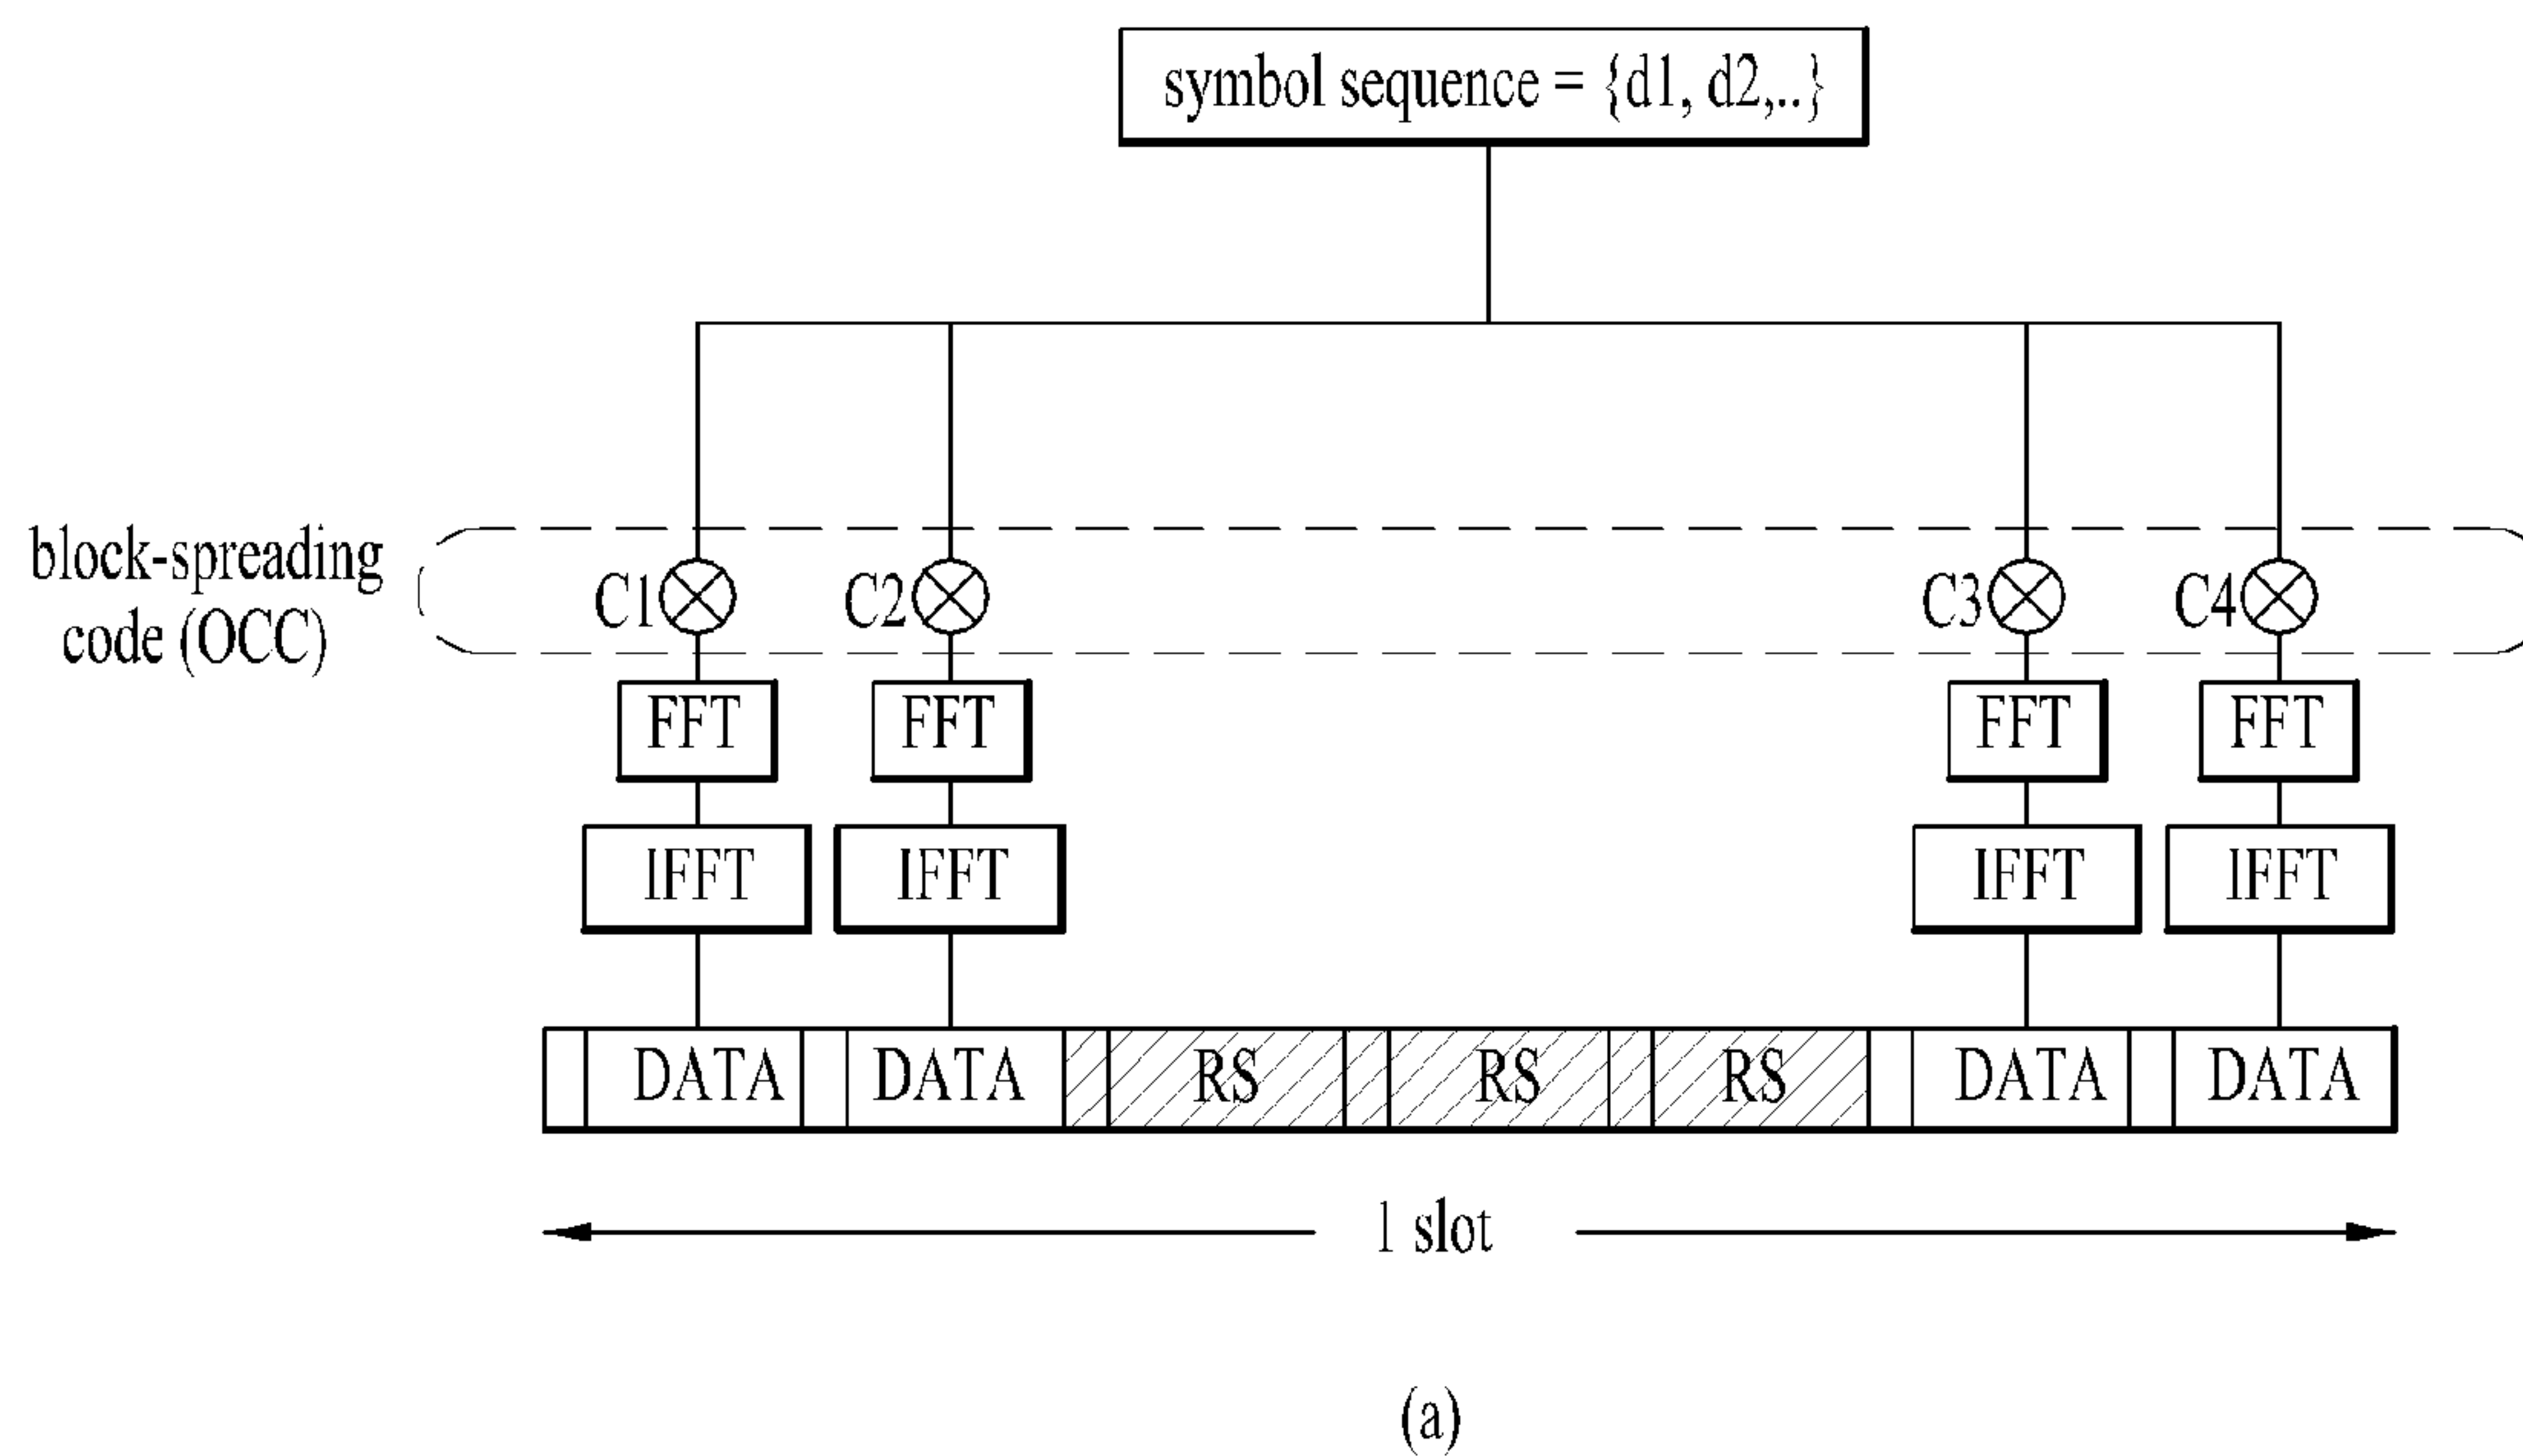 symbol sequence = {d1, d2,..}
block-spreading
code (OCC)
C1 C2 C3 C4
FFT FFT FFT FFT
IFFT IFFT IFFT IFFT
DATA DATA RS RS RS DATA DATA
1 slot
(a)